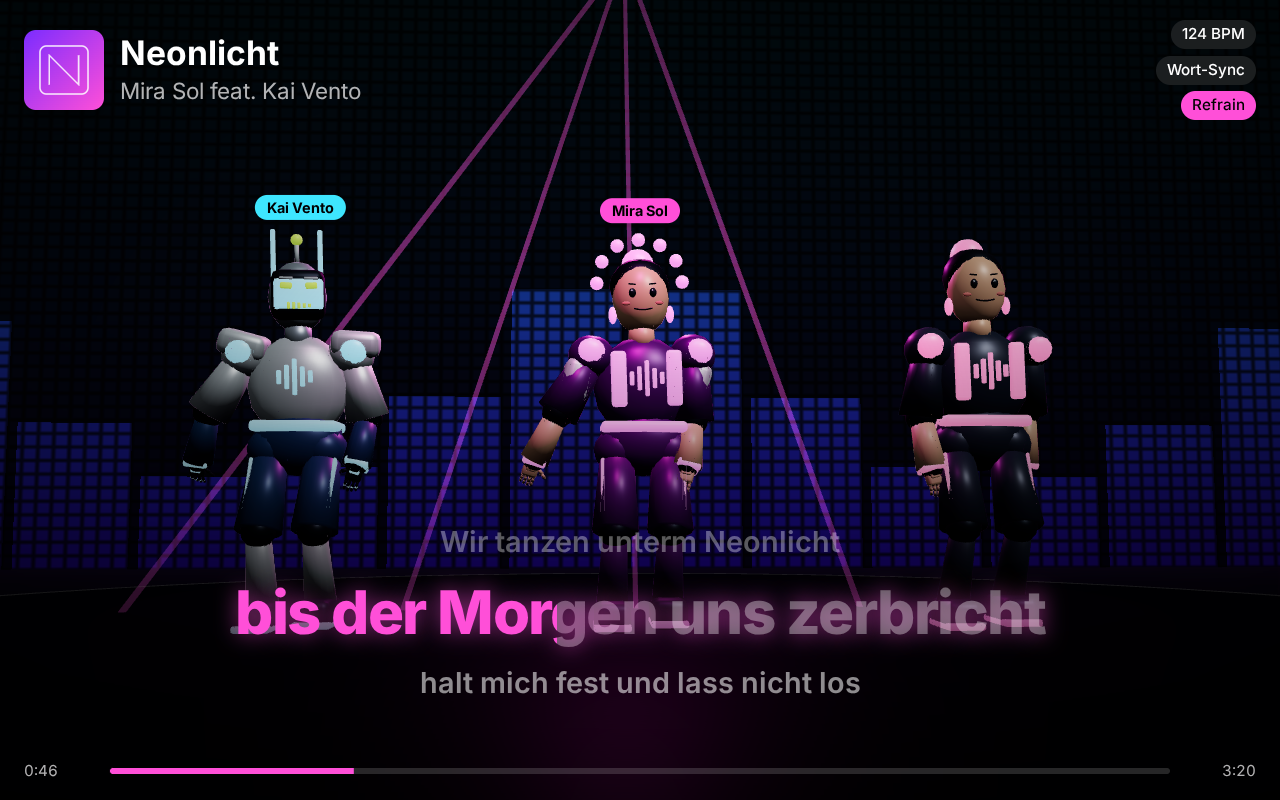 N
Neonlicht
Mira Sol feat. Kai Vento
124 BPM
Wort-Sync
Refrain
Kai Vento
Mira Sol
Wir tanzen unterm Neonlicht
bis der Morgen uns zerbricht
halt mich fest und lass nicht los
0:46
3:20